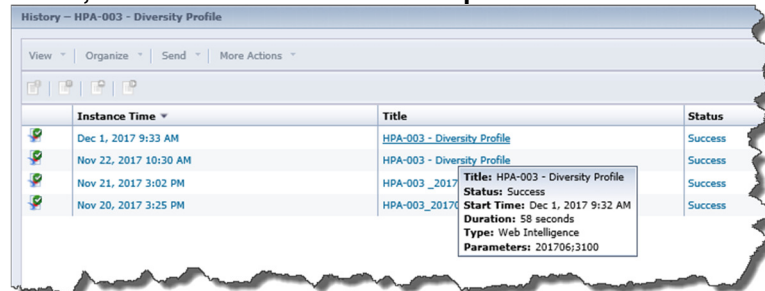 History – HPA-003 - Diversity Profile
View Organize Send More Actions
Instance Time Title Status
Dec 1, 2017 9:33 AM HPA-003 - Diversity Profile Success
Nov 22, 2017 10:30 AM HPA-003 - Diversity Profile Success
Nov 21, 2017 3:02 PM HPA-003 _2017 Success
Nov 20, 2017 3:25 PM HPA-003_20170 Success
Title: HPA-003 - Diversity Profile
Status: Success
Start Time: Dec 1, 2017 9:32 AM
Duration: 58 seconds
Type: Web Intelligence
Parameters: 201706;3100